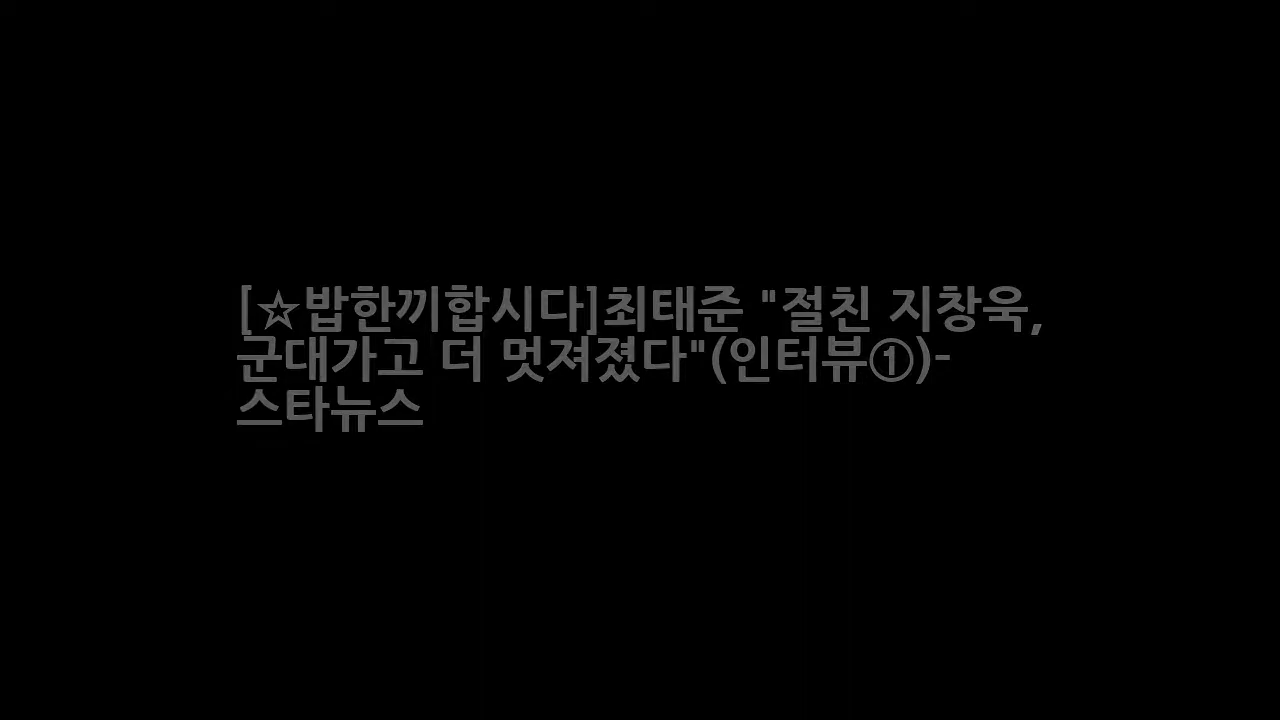 [☆밥한끼합시다]최태준 "절친 지창욱,
군대가고 더 멋져졌다"(인터뷰①)-
스타뉴스